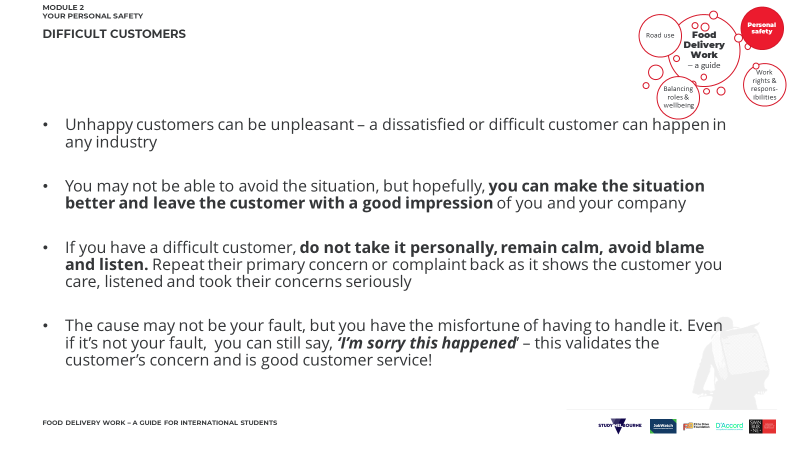 MODULE 2
YOUR PERSONAL SAFETY
DIFFICULT CUSTOMERS
Road use
Food
Delivery
Work
– a guide
Personal
safety
Work
rights &
respons-
ibilities
Balancing
roles &
wellbeing
• Unhappy customers can be unpleasant – a dissatisfied or difficult customer can happen in
any industry
• You may not be able to avoid the situation, but hopefully, you can make the situation
better and leave the customer with a good impression of you and your company
• If you have a difficult customer, do not take it personally, remain calm, avoid blame
and listen. Repeat their primary concern or complaint back as it shows the customer you
care, listened and took their concerns seriously
• The cause may not be your fault, but you have the misfortune of having to handle it. Even
if it’s not your fault,  you can still say, ‘I’m sorry this happened’ – this validates the
customer’s concern and is good customer service!
FOOD DELIVERY WORK – A GUIDE FOR INTERNATIONAL STUDENTS
STUDY MELBOURNE
JobWatch
D'Accord
SWIN
BUR
NE